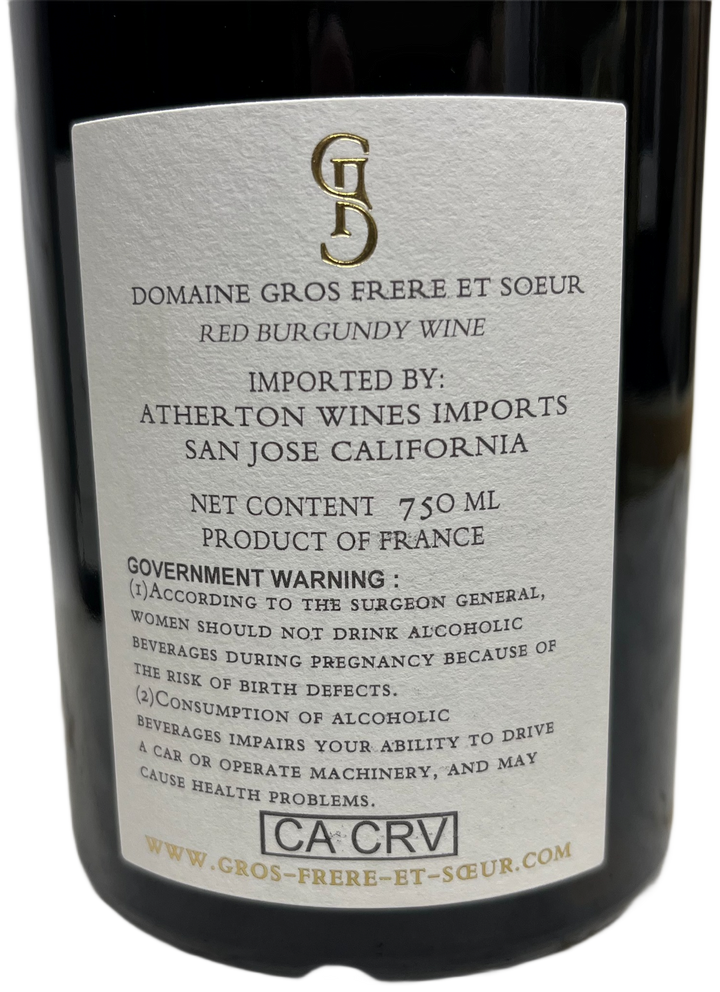 DOMAINE GROS FRERE ET SOEUR
RED BURGUNDY WINE
IMPORTED BY:
ATHERTON WINES IMPORTS
SAN JOSE CALIFORNIA
NET CONTENT 750 ML
PRODUCT OF FRANCE
GOVERNMENT WARNING :
(1)ACCORDING TO THE SURGEON GENERAL,
WOMEN SHOULD NOT DRINK ALCOHOLIC
BEVERAGES DURING PREGNANCY BECAUSE OF
THE RISK OF BIRTH DEFECTS.
(2)CONSUMPTION OF ALCOHOLIC
BEVERAGES IMPAIRS YOUR ABILITY TO DRIVE
A CAR OR OPERATE MACHINERY, AND MAY
CAUSE HEALTH PROBLEMS.
CA CRV
WWW.GROS-FRERE-ET-SŒUR.COM